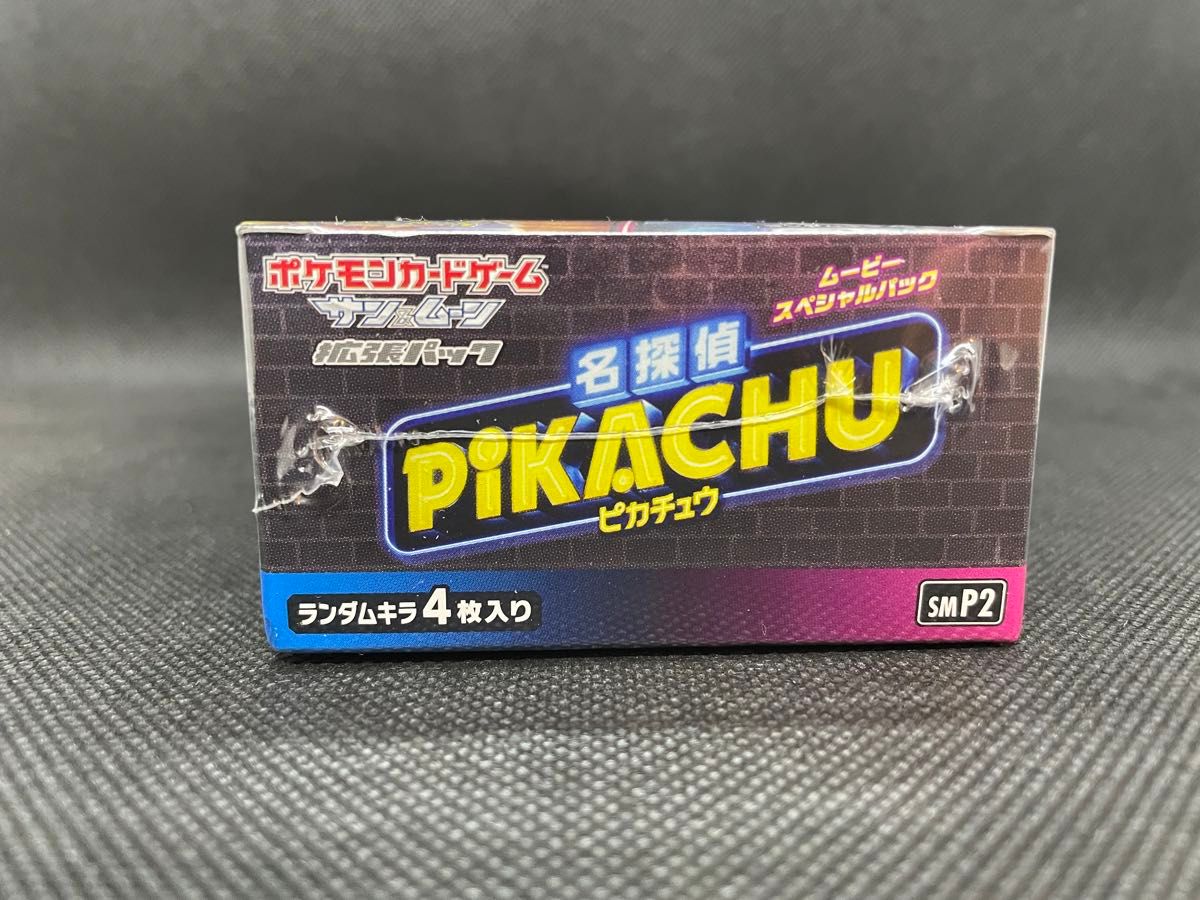 ポケモンカードゲーム
サン&ムーン
拡張パック
ムービー
スペシャルパック
名探偵
PiKACHU
ピカチュウ
ランダムキラ4枚入り
SM P2